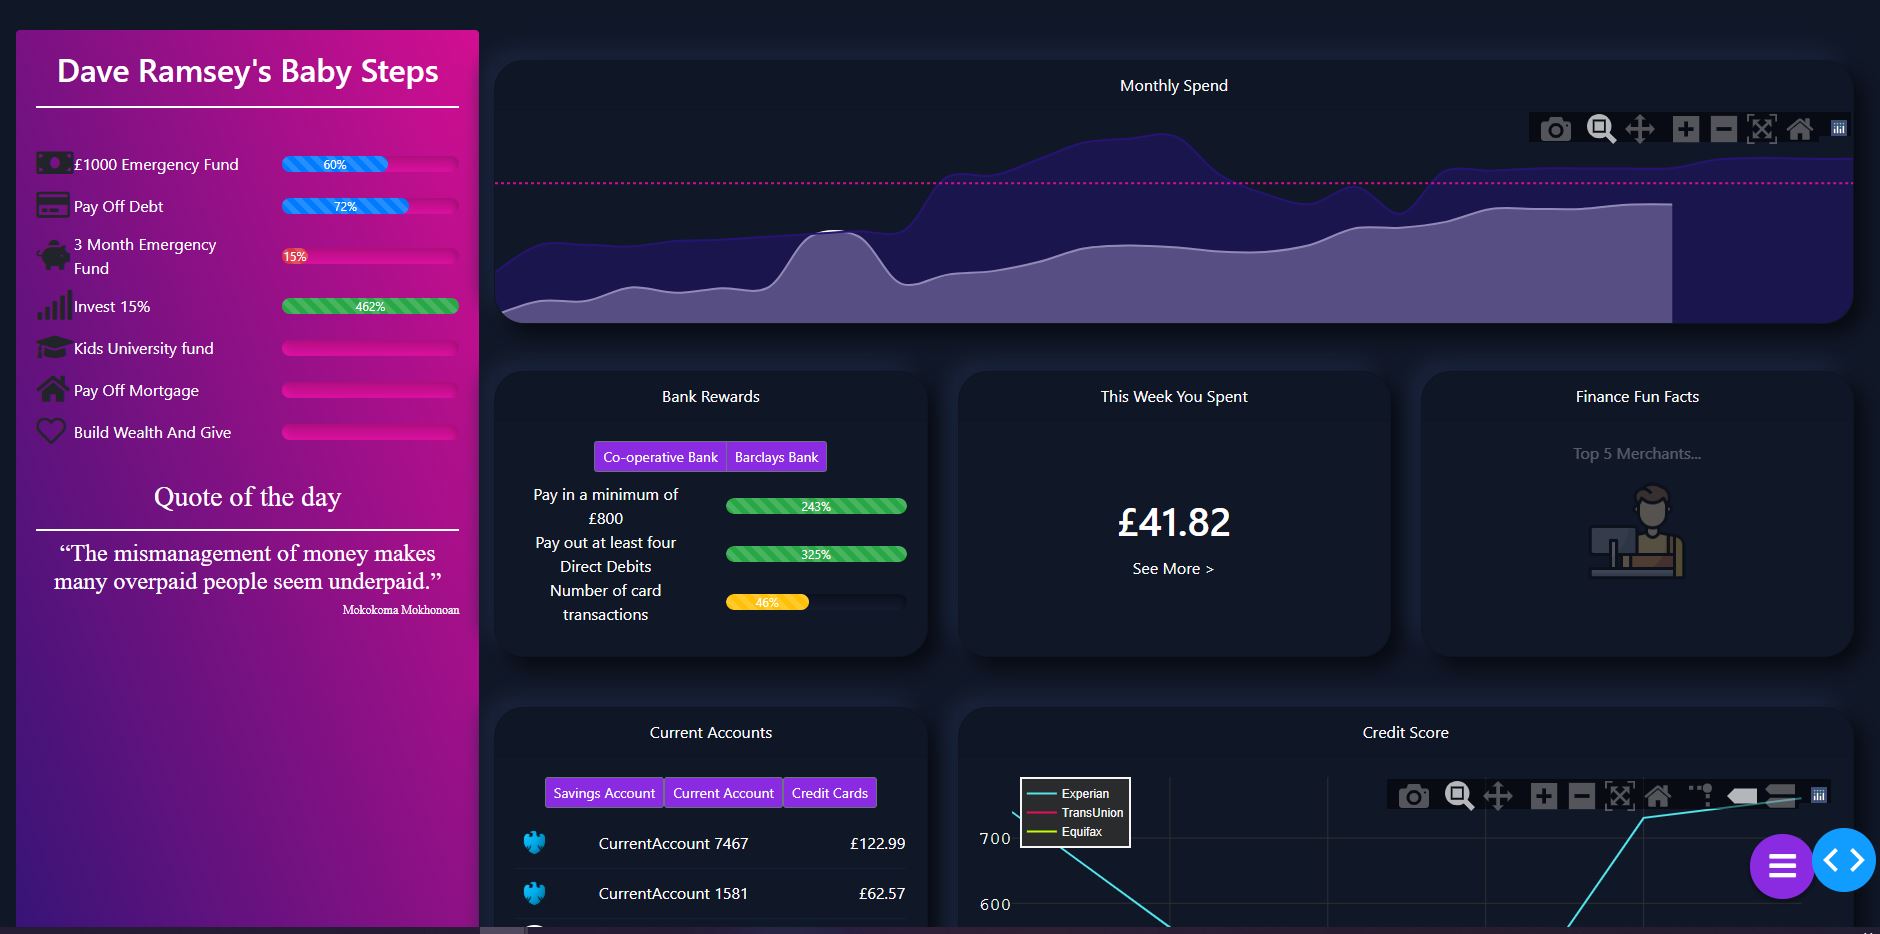 Dave Ramsey's Baby Steps
£1000 Emergency Fund
60%
Pay Off Debt
72%
3 Month Emergency
Fund
15%
Invest 15%
462%
Kids University fund
Pay Off Mortgage
Build Wealth And Give
Quote of the day
“The mismanagement of money makes
many overpaid people seem underpaid.”
Mokokoma Mokhonoan
Monthly Spend
Bank Rewards
Co-operative Bank
Barclays Bank
Pay in a minimum of
£800
243%
Pay out at least four
Direct Debits
325%
Number of card
transactions
46%
This Week You Spent
£41.82
See More >
Finance Fun Facts
Top 5 Merchants...
Current Accounts
Savings Account
Current Account
Credit Cards
CurrentAccount 7467
£122.99
CurrentAccount 1581
£62.57
Credit Score
Experian
TransUnion
Equifax
700
600